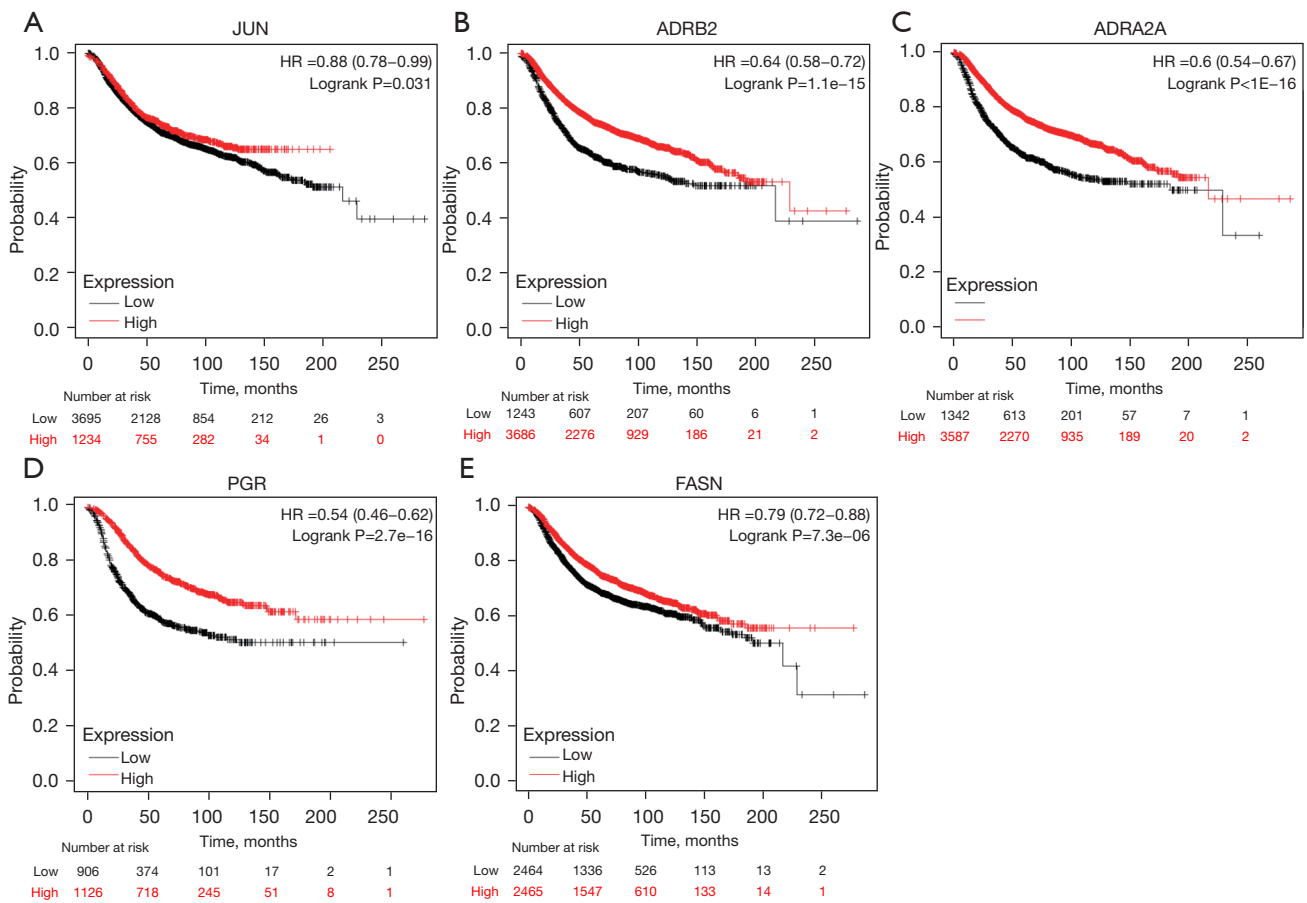 A
JUN
HR =0.88 (0.78–0.99)
Logrank P=0.031
Probability
1.0
0.8
0.6
0.4
0.2
0.0
Expression
Low
High
0 50 100 150 200 250
Time, months
Number at risk
Low 3695 2128 854 212 26 3
High 1234 755 282 34 1 0
B
ADRB2
HR =0.64 (0.58–0.72)
Logrank P=1.1e−15
Probability
1.0
0.8
0.6
0.4
0.2
0.0
Expression
Low
High
0 50 100 150 200 250
Time, months
Number at risk
Low 1243 607 207 60 6 1
High 3686 2276 929 186 21 2
C
ADRA2A
HR =0.6 (0.54–0.67)
Logrank P<1E−16
Probability
1.0
0.8
0.6
0.4
0.2
0.0
Expression
0 50 100 150 200 250
Time, months
Number at risk
Low 1342 613 201 57 7 1
High 3587 2270 935 189 20 2
D
PGR
HR =0.54 (0.46–0.62)
Logrank P=2.7e−16
Probability
1.0
0.8
0.6
0.4
0.2
0.0
Expression
Low
High
0 50 100 150 200 250
Time, months
Number at risk
Low 906 374 101 17 2 1
High 1126 718 245 51 8 1
E
FASN
HR =0.79 (0.72–0.88)
Logrank P=7.3e−06
Probability
1.0
0.8
0.6
0.4
0.2
0.0
Expression
Low
High
0 50 100 150 200 250
Time, months
Number at risk
Low 2464 1336 526 113 13 2
High 2465 1547 610 133 14 1